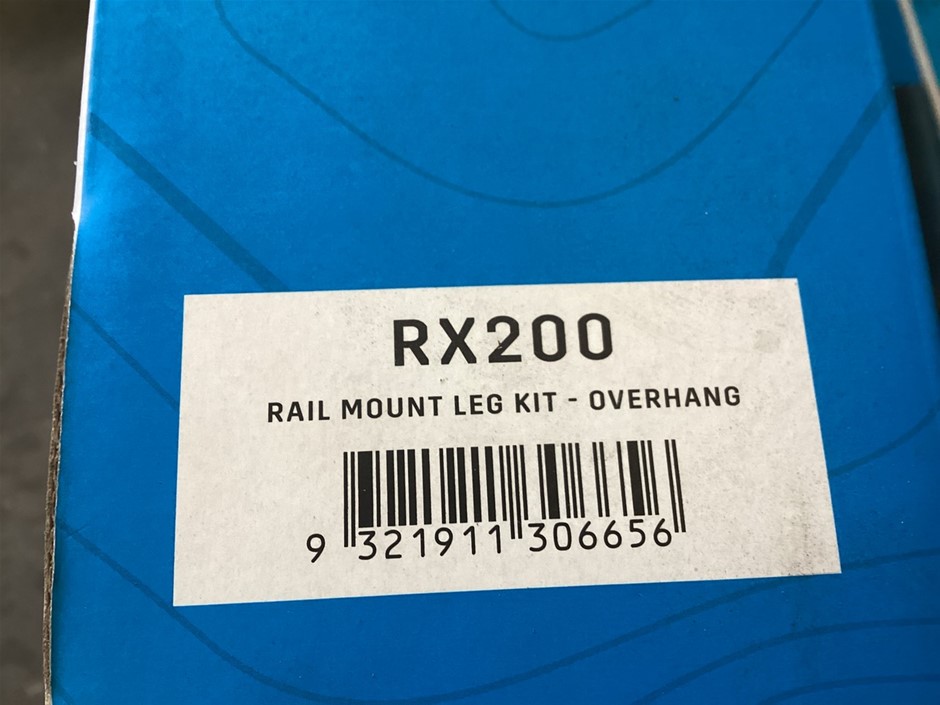 RX200
RAIL MOUNT LEG KIT - OVERHANG
9 321911 306656